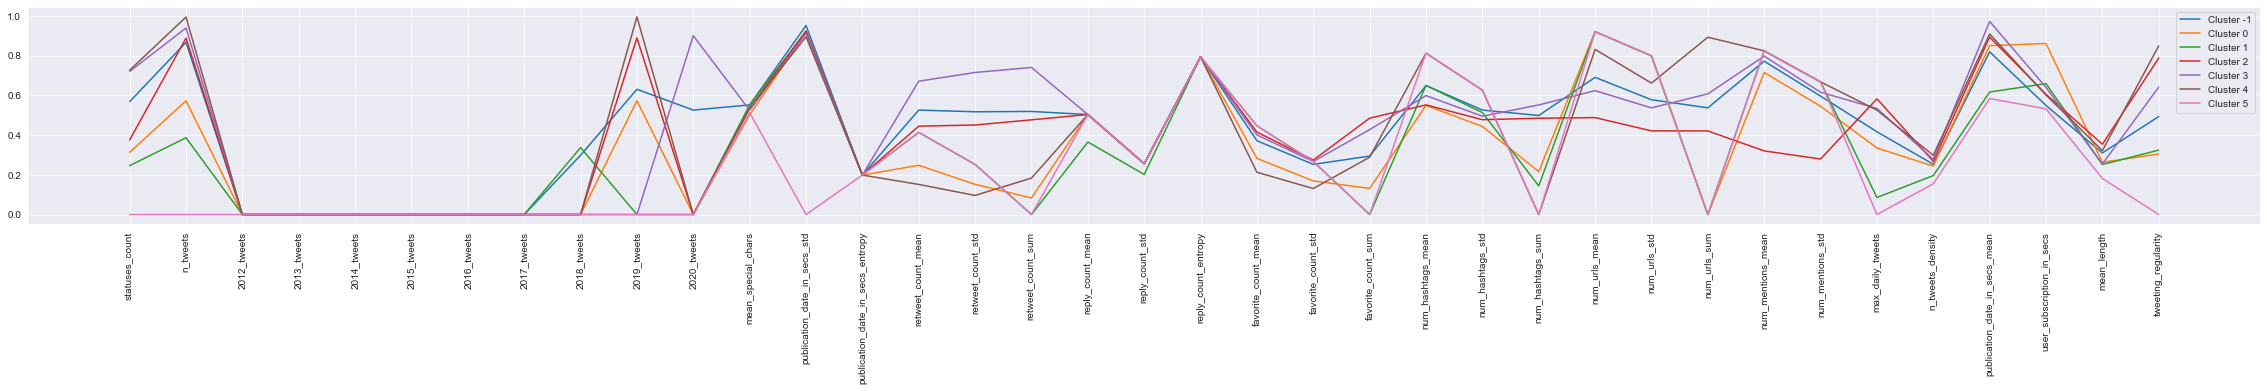 1.0
0.8
0.6
0.4
0.2
0.0
Cluster -1
Cluster 0
Cluster 1
Cluster 2
Cluster 3
Cluster 4
Cluster 5
statuses_count
n_tweets
2012_tweets
2013_tweets
2014_tweets
2015_tweets
2016_tweets
2017_tweets
2018_tweets
2019_tweets
2020_tweets
mean_special_chars
publication_date_in_secs_std
publication_date_in_secs_entropy
retweet_count_mean
retweet_count_std
retweet_count_sum
reply_count_mean
reply_count_std
reply_count_entropy
favorite_count_mean
favorite_count_std
favorite_count_sum
num_hashtags_mean
num_hashtags_std
num_hashtags_sum
num_urls_mean
num_urls_std
num_urls_sum
num_mentions_mean
num_mentions_std
max_daily_tweets
n_tweets_density
publication_date_in_secs_mean
user_subscription_in_secs
mean_length
tweeting_regularity